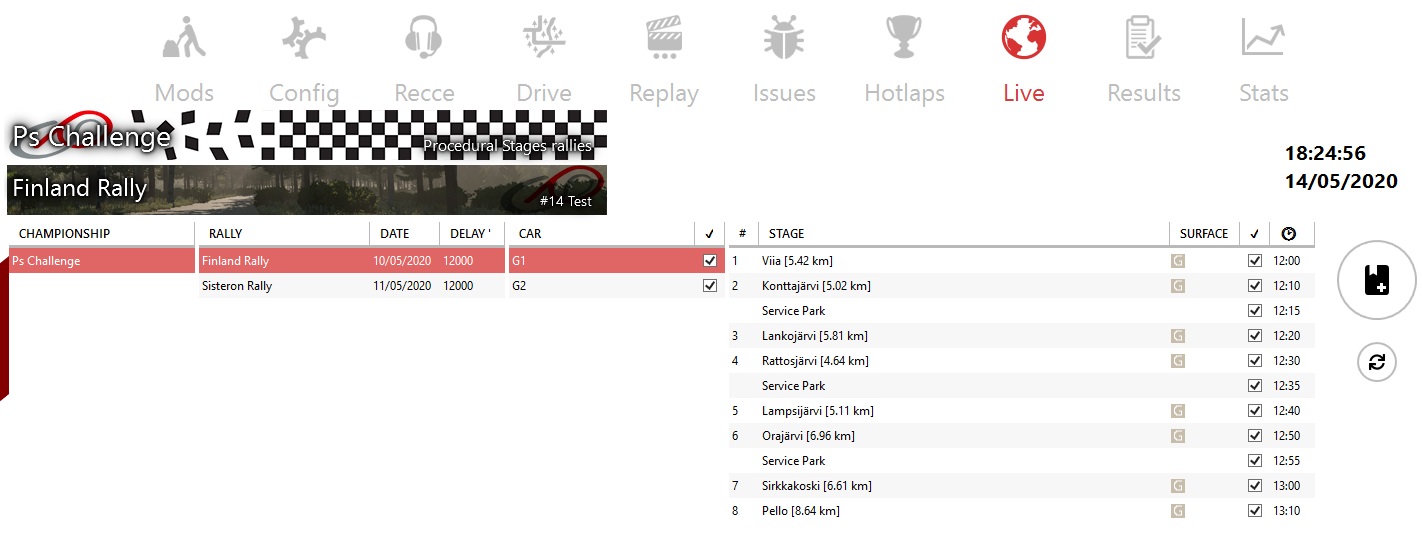 Mods Config Recce Drive Replay Issues Hotlaps Live Results Stats
Ps Challenge
Procedural Stages rallies
18:24:56
14/05/2020
Finland Rally
#14 Test
CHAMPIONSHIP RALLY DATE DELAY ' CAR ✓ # STAGE SURFACE ✓
Ps Challenge Finland Rally 10/05/2020 12000 G1 1 Viia [5.42 km] G 12:00
Sisteron Rally 11/05/2020 12000 G2 2 Konttajärvi [5.02 km] G 12:10
Service Park 12:15
3 Lankojärvi [5.81 km] G 12:20
4 Rattosjärvi [4.64 km] G 12:30
Service Park 12:35
5 Lampsijärvi [5.11 km] G 12:40
6 Orajärvi [6.96 km] G 12:50
Service Park 12:55
7 Sirkkakoski [6.61 km] G 13:00
8 Pello [8.64 km] G 13:10